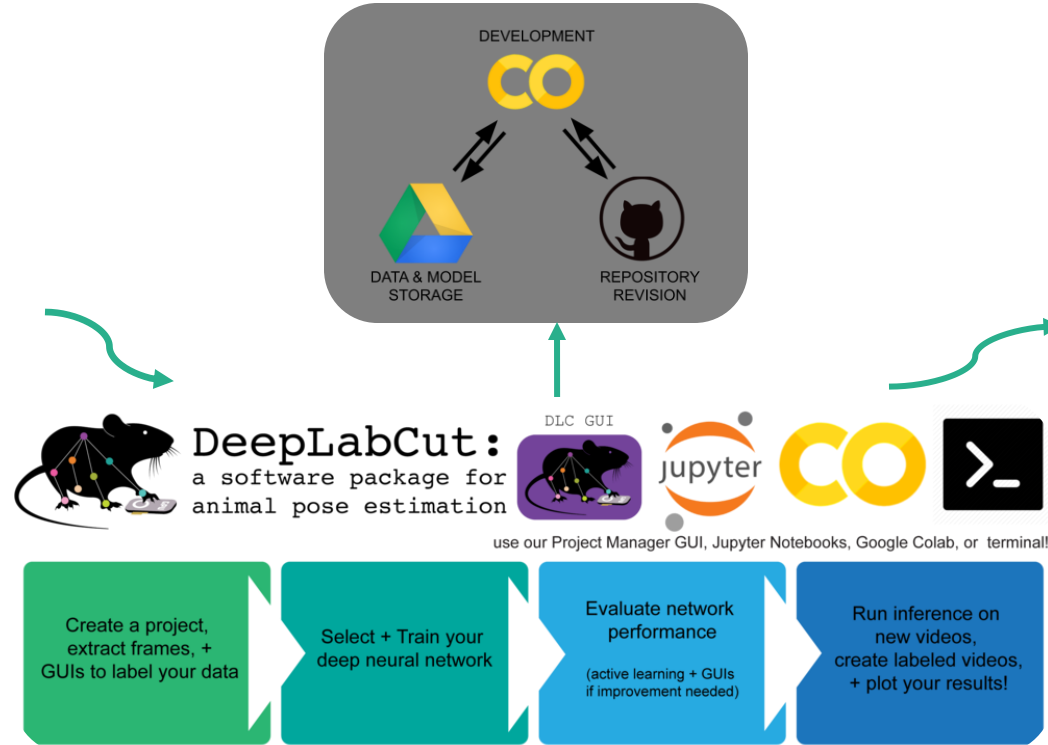 DEVELOPMENT
CO
DATA & MODEL
STORAGE
REPOSITORY
REVISION
DeepLabCut:
a software package for
animal pose estimation
DLC GUI
jupyter
CO
use our Project Manager GUI, Jupyter Notebooks, Google Colab, or terminal!
Create a project,
extract frames, +
GUIs to label your data
Select + Train your
deep neural network
Evaluate network
performance
(active learning + GUIs
if improvement needed)
Run inference on
new videos,
create labeled videos,
+ plot your results!